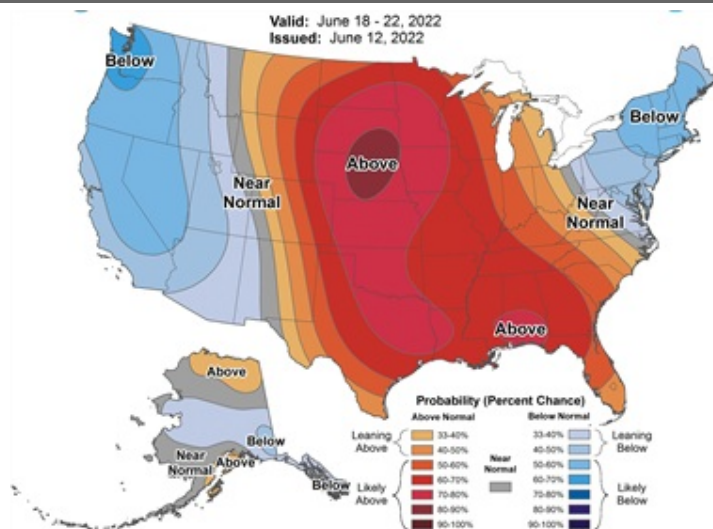 Valid: June 18 - 22, 2022
Issued: June 12, 2022
Below
Below
Above
Near
Normal
Near
Normal
Above
Above
Below
Near
Normal
Above
Below
Probability (Percent Chance)
Above Normal
Below Normal
Leaning
Above
33-40%
40-50%
50-60%
60-70%
70-80%
80-90%
90-100%
Likely
Above
Near
Normal
33-40%
40-50%
50-60%
60-70%
70-80%
80-90%
90-100%
Leaning
Below
Likely
Below